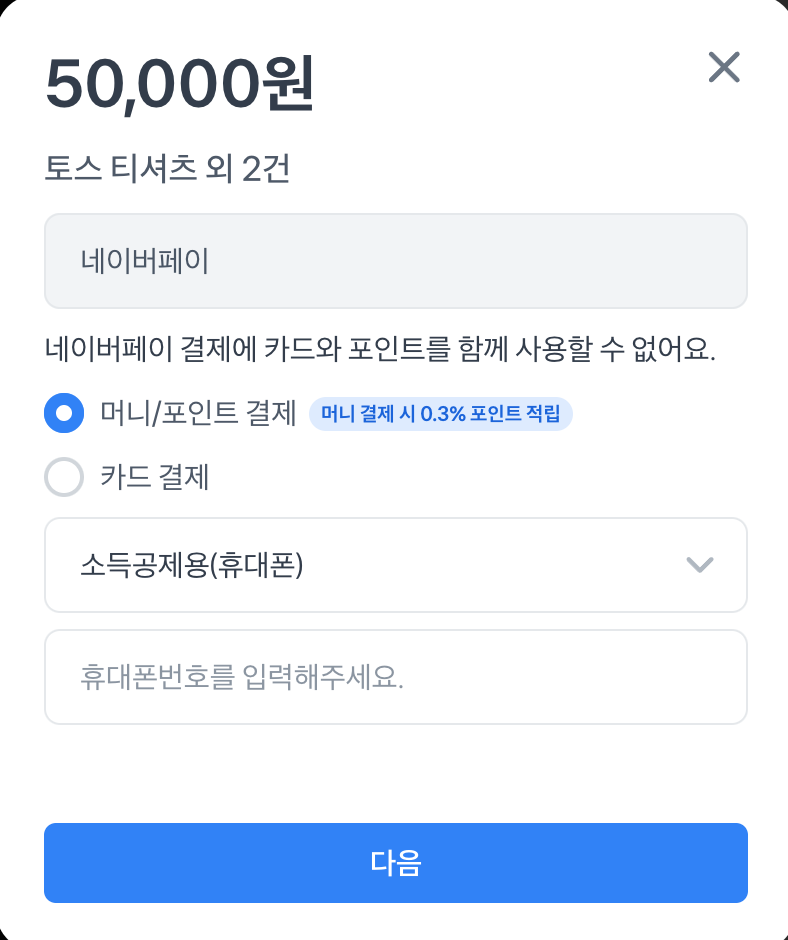 50,000원
토스 티셔츠 외 2건
네이버페이
네이버페이 결제에 카드와 포인트를 함께 사용할 수 없어요.
머니/포인트 결제 머니 결제 시 0.3% 포인트 적립
카드 결제
소득공제용(휴대폰)
휴대폰번호를 입력해주세요.
다음